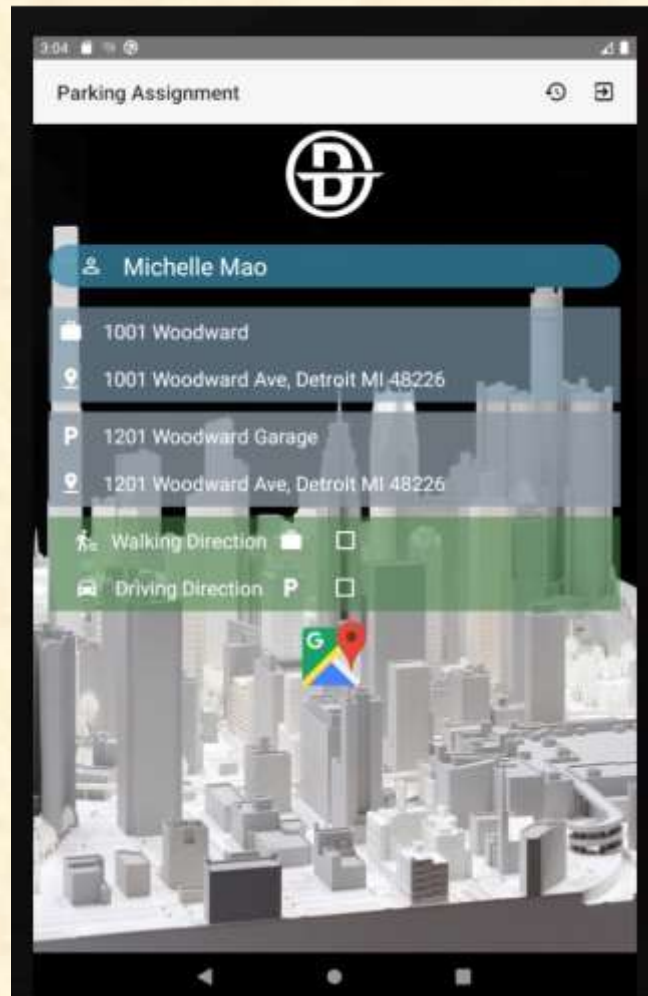 3:04
Parking Assignment
B
Michelle Mao
1001 Woodward
1001 Woodward Ave, Detroit MI 48226
P 1201 Woodward Garage
1201 Woodward Ave, Detroit MI 48226
Walking Direction
Driving Direction P
G